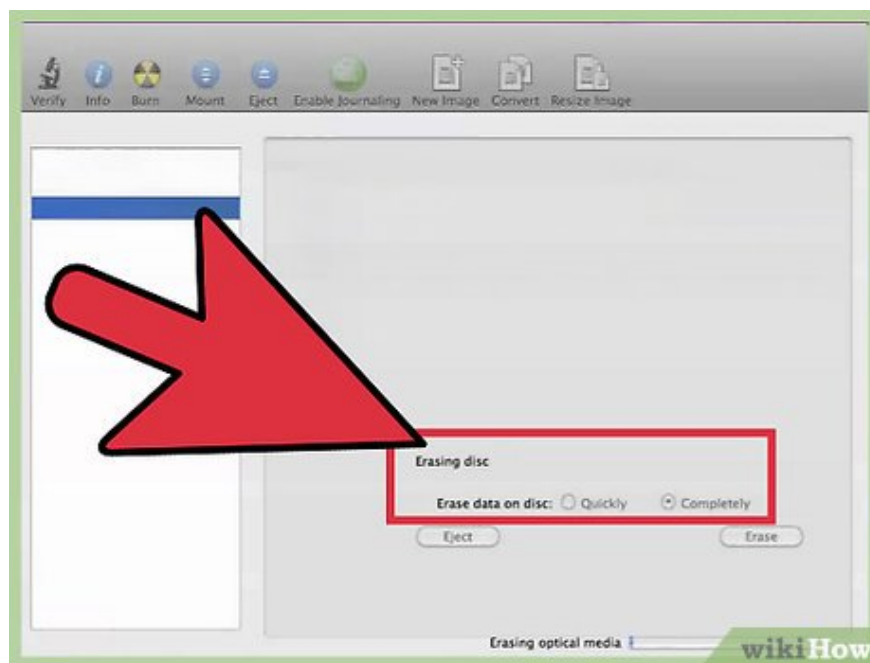 Verify Info Burn Mount Eject Enable Journaling New Image Convert Resize Image
Erasing disc
Erase data on disc: Quickly Completely
Eject Erase
Erasing optical media
wikiHow